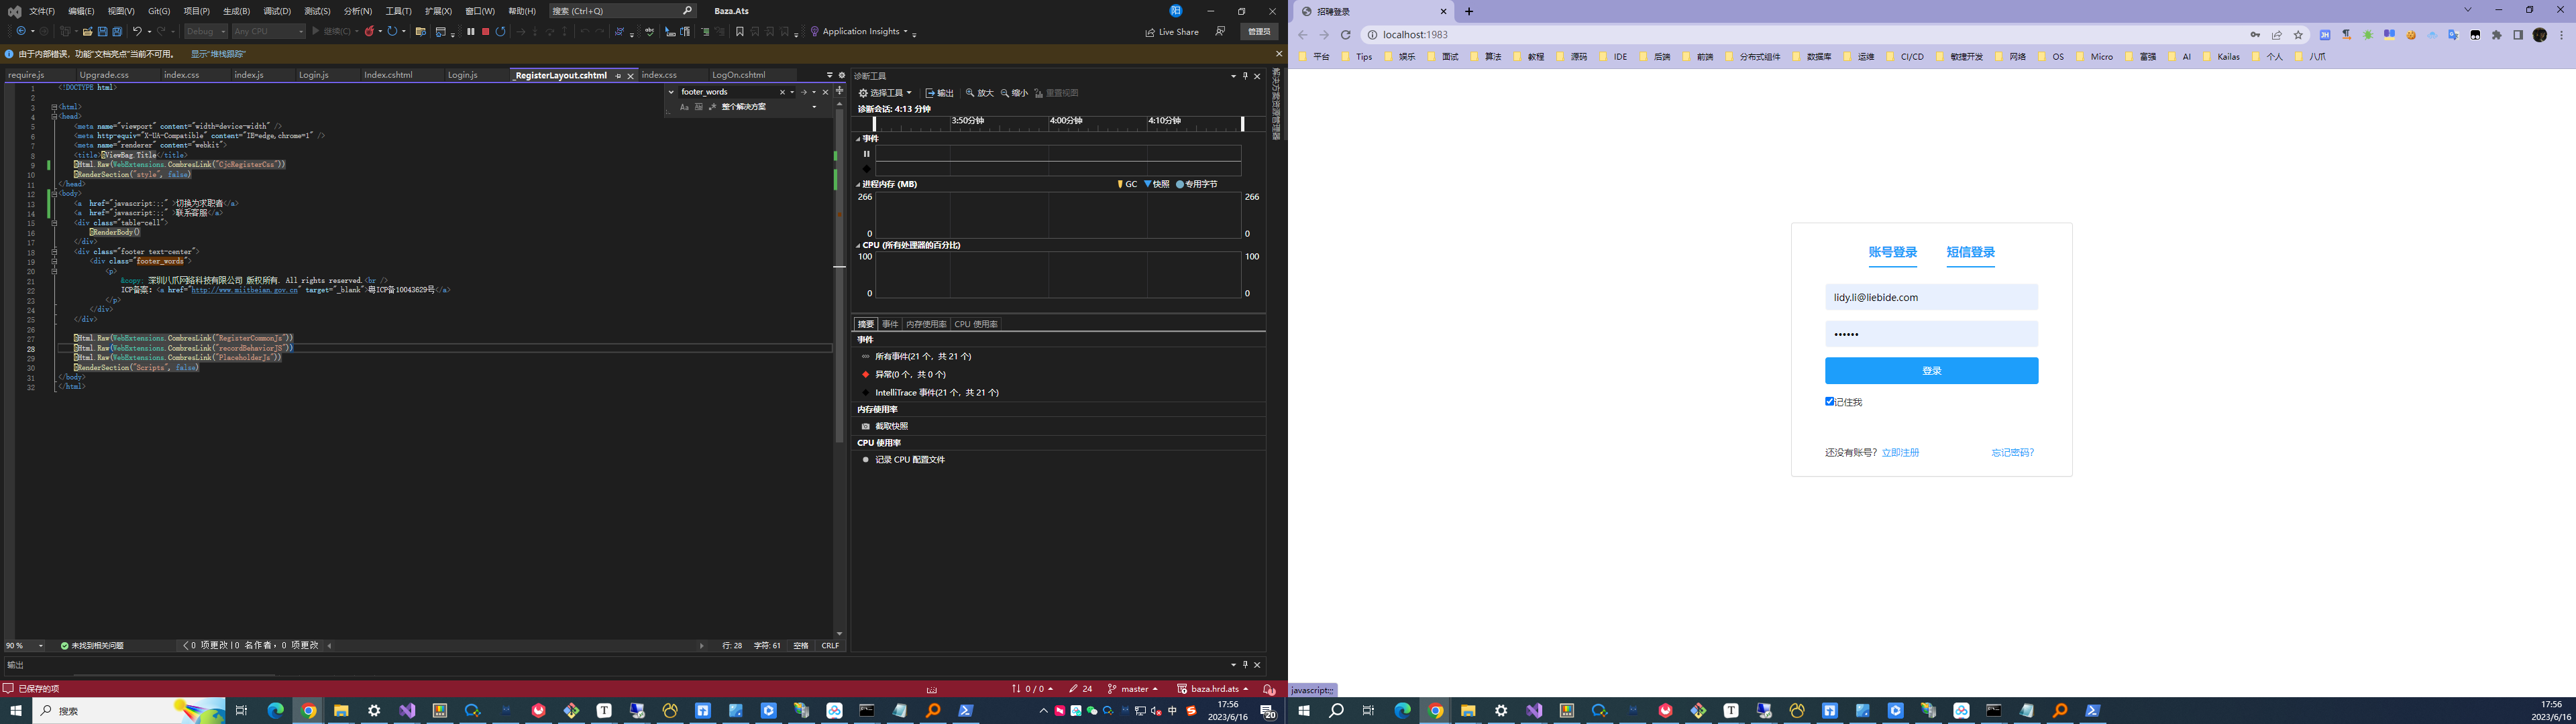 文件(F) 编辑(E) 视图(V) Git(G) 项目(P) 生成(B) 调试(D) 测试(S) 分析(N) 工具(T) 扩展(X) 窗口(W) 帮助(H) 搜索 (Ctrl+Q) Baza.Ats 阳
Debug Any CPU 继续(C) Application Insights Live Share 管理员
由于内部错误，功能"文档亮点"当前不可用。 显示"堆栈跟踪"
require.js Upgrade.css index.css index.js Login.js Index.cshtml Login.js _RegisterLayout.cshtml index.css LogOn.cshtml
footer_words
整个解决方案
1 <!DOCTYPE html>
2
3 <html>
4 <head>
5 <meta name="viewport" content="width=device-width" />
6 <meta http-equiv="X-UA-Compatible" content="IE=edge,chrome=1" />
7 <meta name="renderer" content="webkit">
8 <title>@ViewBag.Title</title>
9 @Html.Raw(WebExtensions.CombresLink("CjcRegisterCss"))
10 @RenderSection("style", false)
11 </head>
12 <body>
13 <a href="javascript:;;" >切换为求职者</a>
14 <a href="javascript:;;" >联系客服</a>
15 <div class="table-cell">
16 @RenderBody()
17 </div>
18 <div class="footer text-center">
19 <div class="footer_words">
20 <p>
21 &copy; 深圳八爪网络科技有限公司 版权所有. All rights reserved.<br />
22 ICP备案: <a href="http://www.miitbeian.gov.cn" target="_blank">粤ICP备10043629号</a>
23 </p>
24 </div>
25 </div>
26
27 @Html.Raw(WebExtensions.CombresLink("RegisterCommonJs"))
28 @Html.Raw(WebExtensions.CombresLink("recordBehaviorJS"))
29 @Html.Raw(WebExtensions.CombresLink("PlaceholderJs"))
30 @RenderSection("Scripts", false)
31 </body>
32 </html>
90 % 未找到相关问题 0 项更改 | 0 名作者, 0 项更改 行: 28 字符: 61 空格 CRLF
输出
已保存的项 0 / 0 24 master baza.hrd.ats 1
诊断工具
选择工具 输出 放大 缩小 重置视图
诊断会话: 4:13 分钟
3:50分钟 4:00分钟 4:10分钟
事件
进程内存 (MB) GC 快照 专用字节
266 266
0 0
CPU (所有处理器的百分比)
100 100
0 0
摘要 事件 内存使用率 CPU 使用率
事件
所有事件(21 个，共 21 个)
异常(0 个，共 0 个)
IntelliTrace 事件(21 个，共 21 个)
内存使用率
截取快照
CPU 使用率
记录 CPU 配置文件
解决方案资源管理器
搜索
中
17:56
2023/6/16
20
招聘登录
localhost:1983
平台 Tips 娱乐 面试 算法 教程 源码 IDE 后端 前端 分布式组件 数据库 运维 CI/CD 敏捷开发 网络 OS Micro 富强 AI Kailas 个人 八爪
账号登录 短信登录
lidy.li@liebide.com
••••••
登录
记住我
还没有账号? 立即注册 忘记密码?
javascript:;;
17:56
2023/6/16